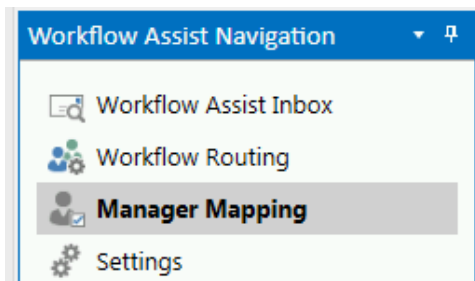 Workflow Assist Navigation
Workflow Assist Inbox
Workflow Routing
Manager Mapping
Settings